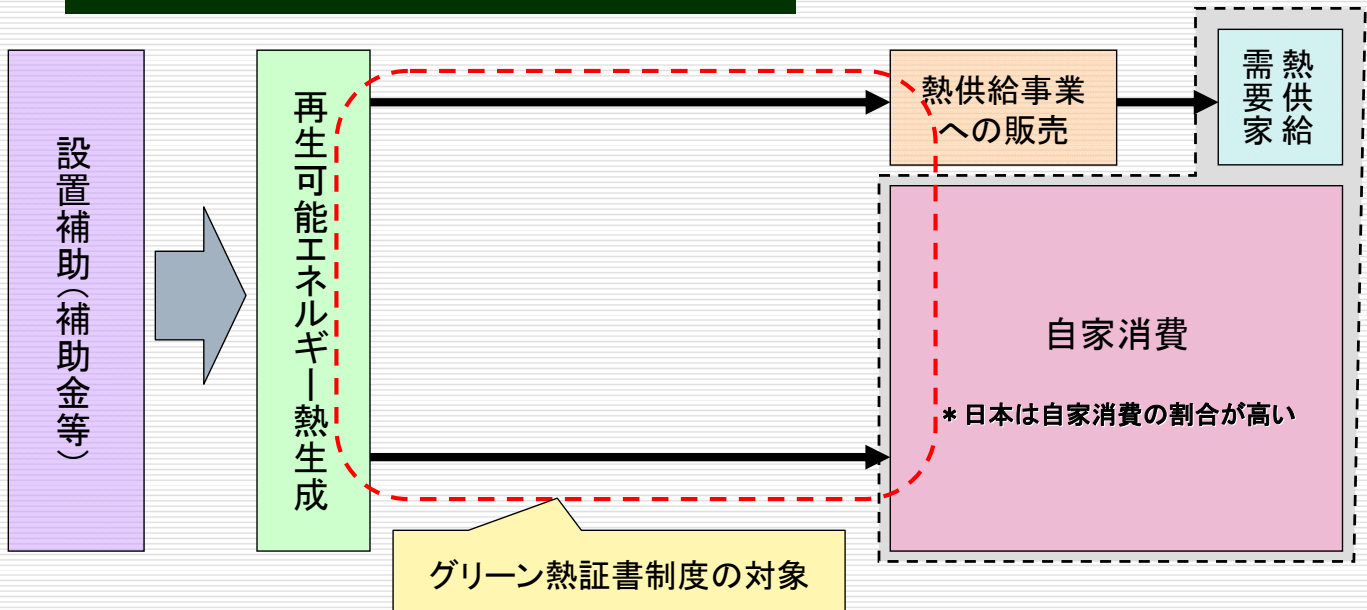 設置補助(補助金等)
再生可能エネルギー熱生成
熱供給事業
への販売
熱供給
需要家
自家消費
*日本は自家消費の割合が高い
グリーン熱証書制度の対象